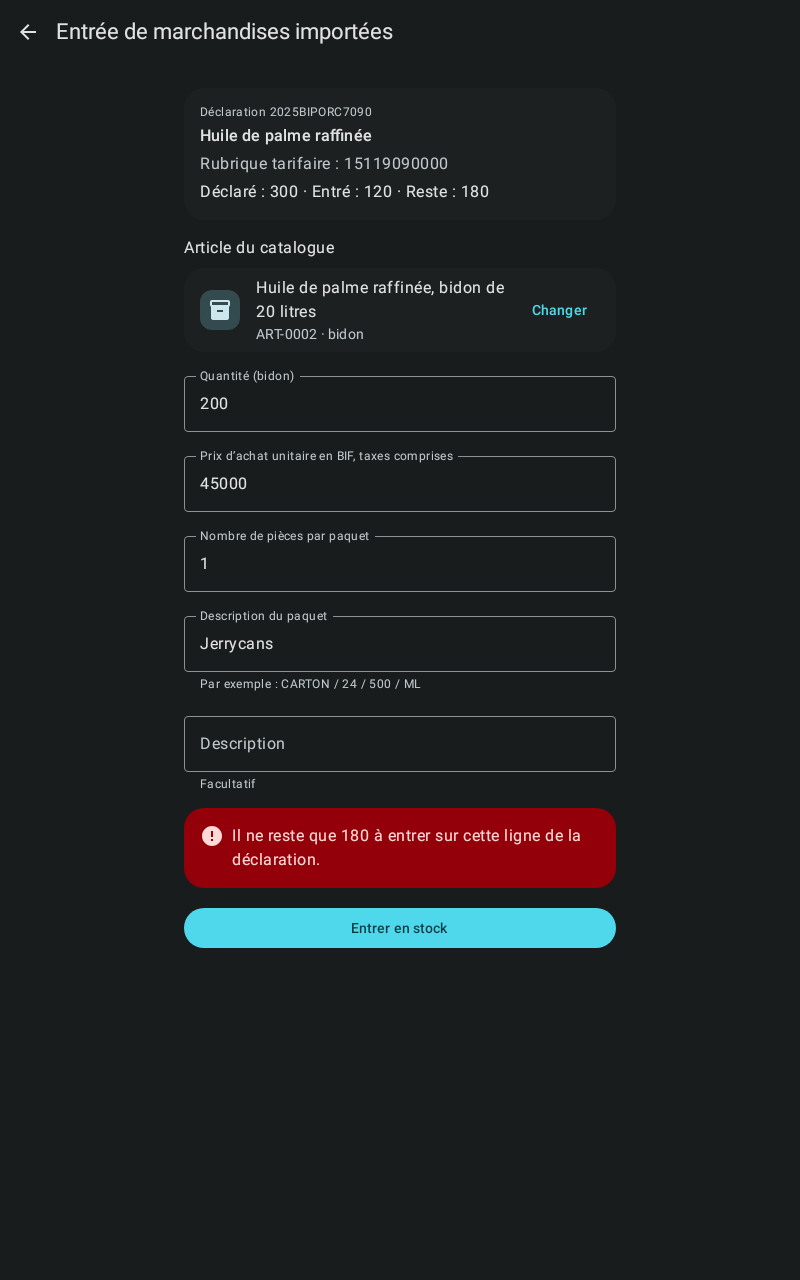 Entrée de marchandises importées
Déclaration 2025BIPORC7090
Huile de palme raffinée
Rubrique tarifaire : 15119090000
Déclaré : 300 · Entré : 120 · Reste : 180
Article du catalogue
Huile de palme raffinée, bidon de
20 litres
ART-0002 · bidon
Changer
Quantité (bidon)
200
Prix d’achat unitaire en BIF, taxes comprises
45000
Nombre de pièces par paquet
1
Description du paquet
Jerrycans
Par exemple : CARTON / 24 / 500 / ML
Description
Facultatif
Il ne reste que 180 à entrer sur cette ligne de la
déclaration.
Entrer en stock